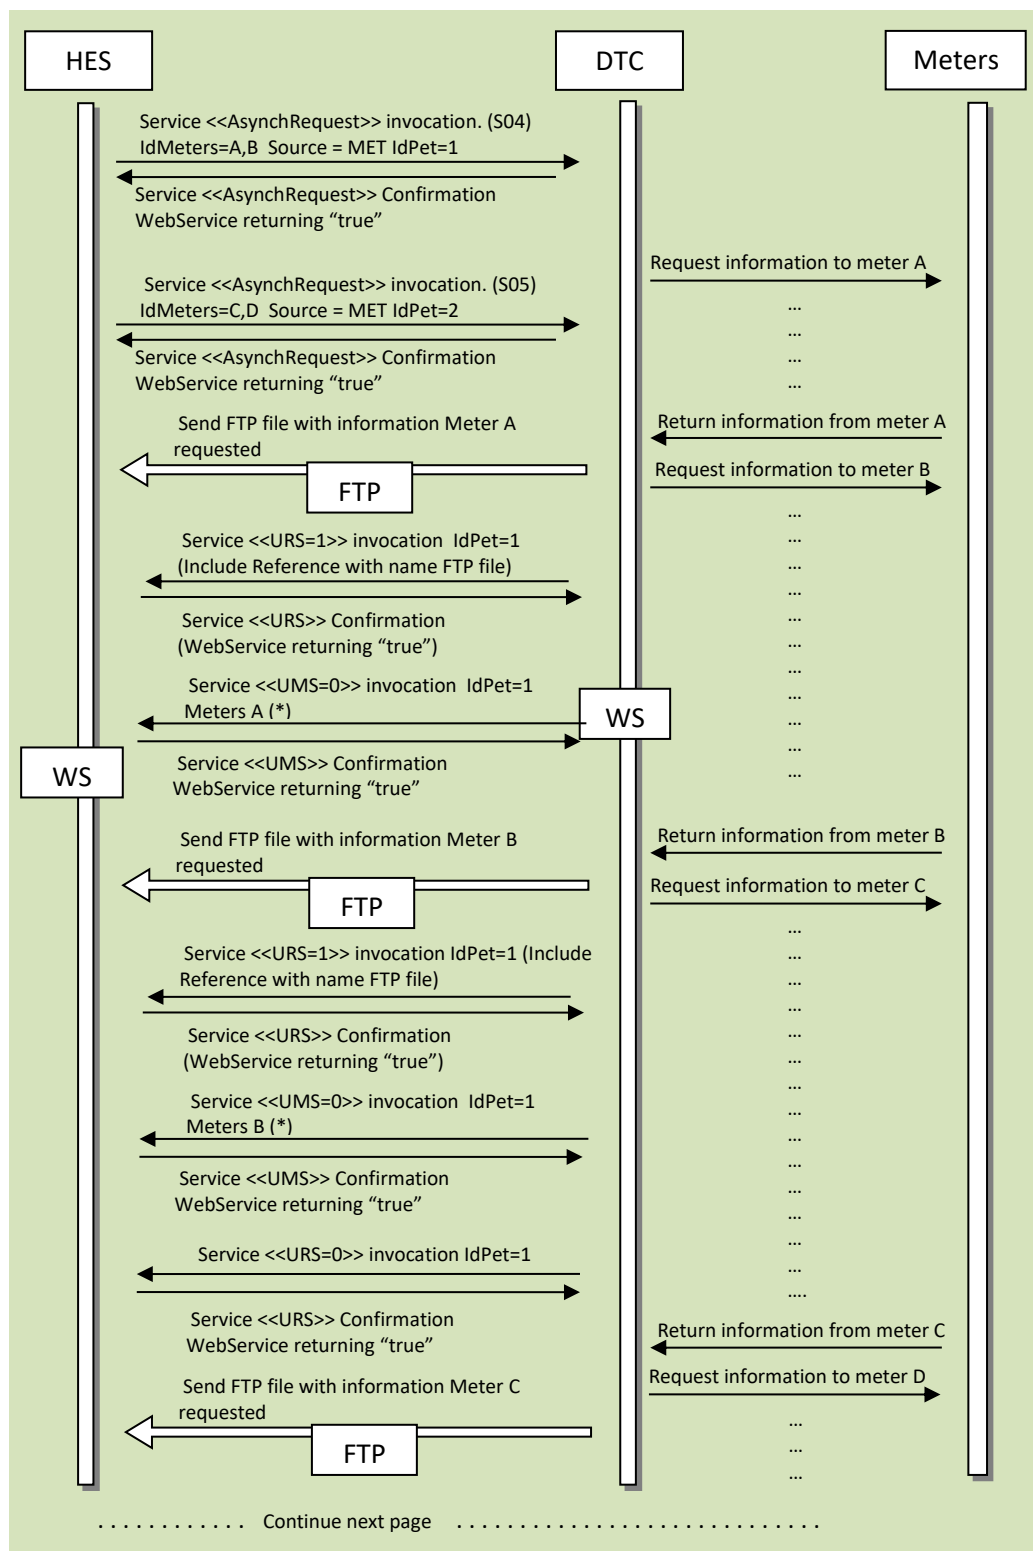 HES
DTC
Meters
Service <<AsynchRequest>> invocation. (S04)
IdMeters=A,B Source = MET IdPet=1
Service <<AsynchRequest>> Confirmation
WebService returning “true”
Request information to meter A
...
...
...
...
Service <<AsynchRequest>> invocation. (S05)
IdMeters=C,D Source = MET IdPet=2
Service <<AsynchRequest>> Confirmation
WebService returning “true”
Send FTP file with information Meter A
requested
FTP
Return information from meter A
Request information to meter B
...
...
...
...
...
...
...
...
...
...
...
Service <<URS=1>> invocation IdPet=1
(Include Reference with name FTP file)
Service <<URS>> Confirmation
(WebService returning “true”)
Service <<UMS=0>> invocation IdPet=1
Meters A (*)
WS
WS
Service <<UMS>> Confirmation
WebService returning “true”
Send FTP file with information Meter B
requested
FTP
Return information from meter B
Request information to meter C
...
...
...
...
...
...
...
...
...
...
...
...
...
...
....
Service <<URS=1>> invocation IdPet=1 (Include
Reference with name FTP file)
Service <<URS>> Confirmation
(WebService returning “true”)
Service <<UMS=0>> invocation IdPet=1
Meters B (*)
Service <<UMS>> Confirmation
WebService returning “true”
Service <<URS=0>> invocation IdPet=1
Service <<URS>> Confirmation
WebService returning “true”
Return information from meter C
Request information to meter D
...
...
...
Send FTP file with information Meter C
requested
FTP
. . . . . . . . . . . . Continue next page . . . . . . . . . . . . . . . . . . . . . . . . . . . . .